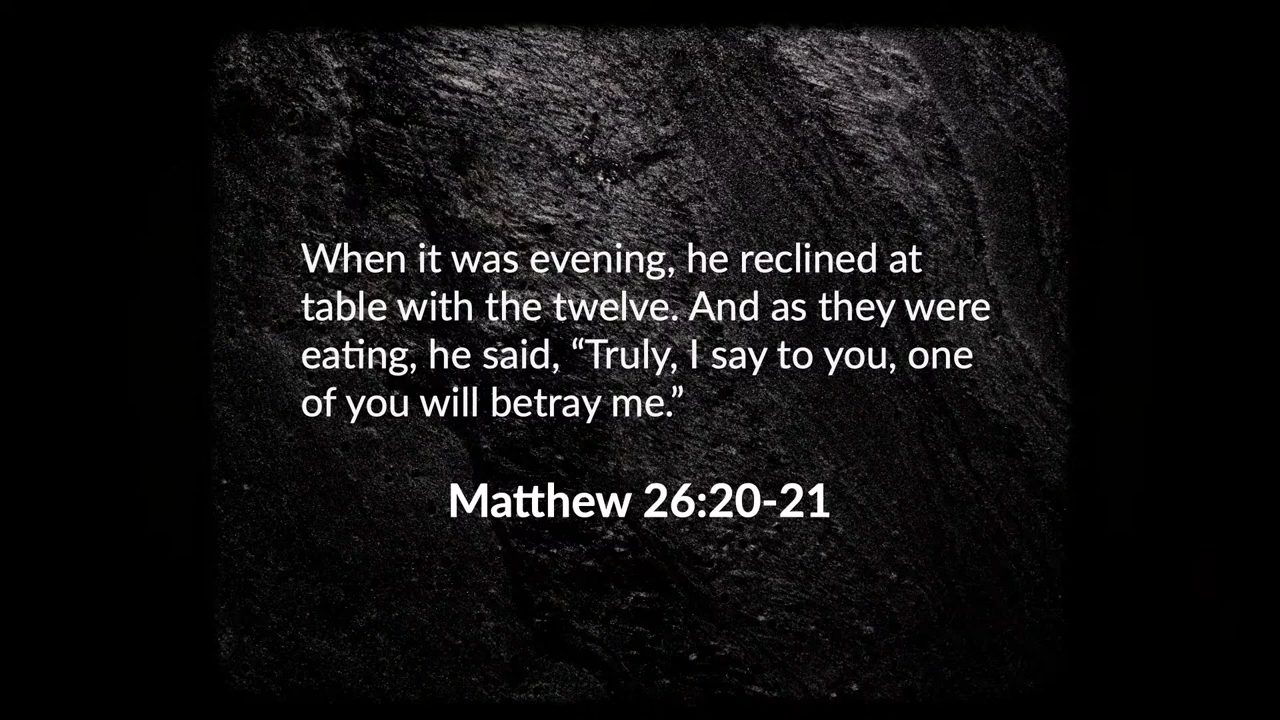 When it was evening, he reclined at
table with the twelve. And as they were
eating, he said, “Truly, I say to you, one
of you will betray me.”
Matthew 26:20-21